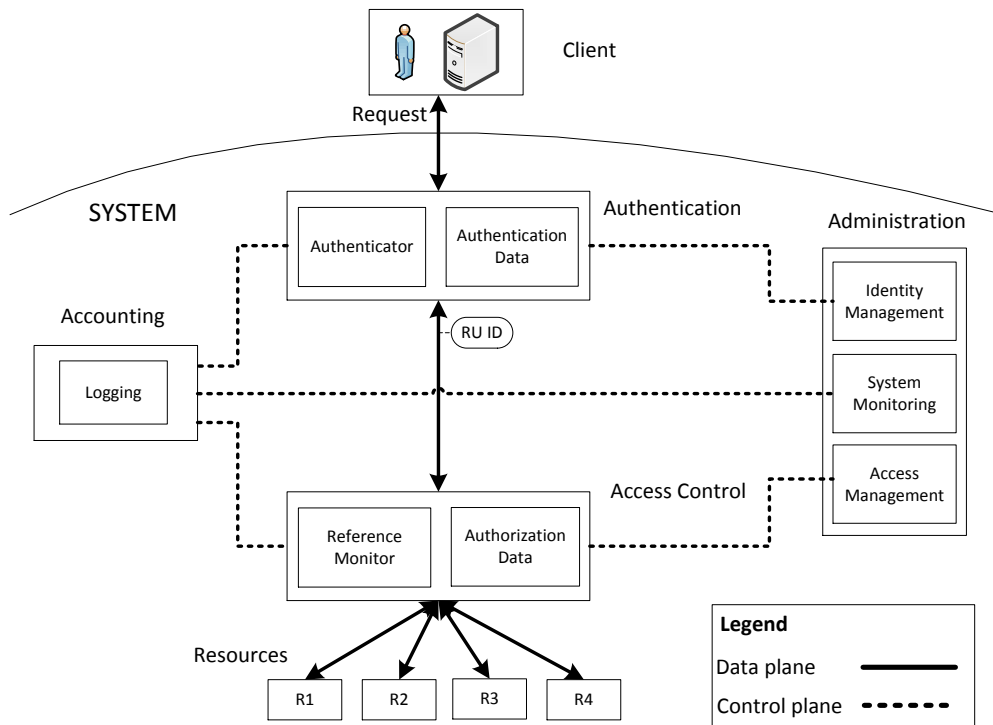 Client
Request
SYSTEM
Authentication
Administration
Authenticator
Authentication
Data
Identity
Management
Accounting
RU ID
Logging
System
Monitoring
Access Control
Access
Management
Reference
Monitor
Authorization
Data
Resources
R1
R2
R3
R4
Legend
Data plane
Control plane